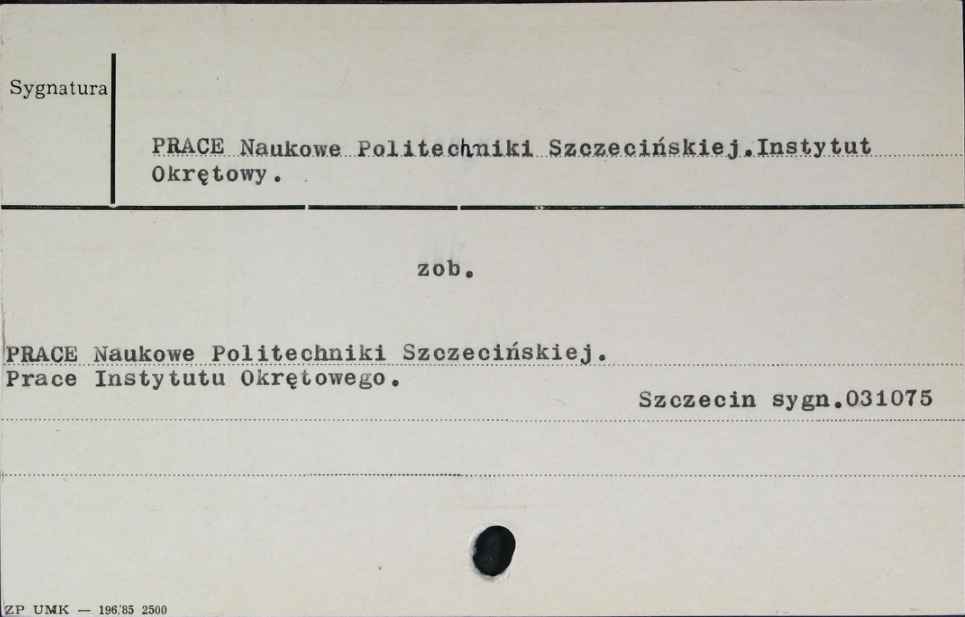 Sygnatura
PRACE Naukowe Politechniki Szczecińskiej.Instytut
Okrętowy.
zob.
PRACE Naukowe Politechniki Szczecińskiej.
Prace Instytutu Okrętowego.
Szczecin sygn.031075
ZP UMK — 196/85 2500